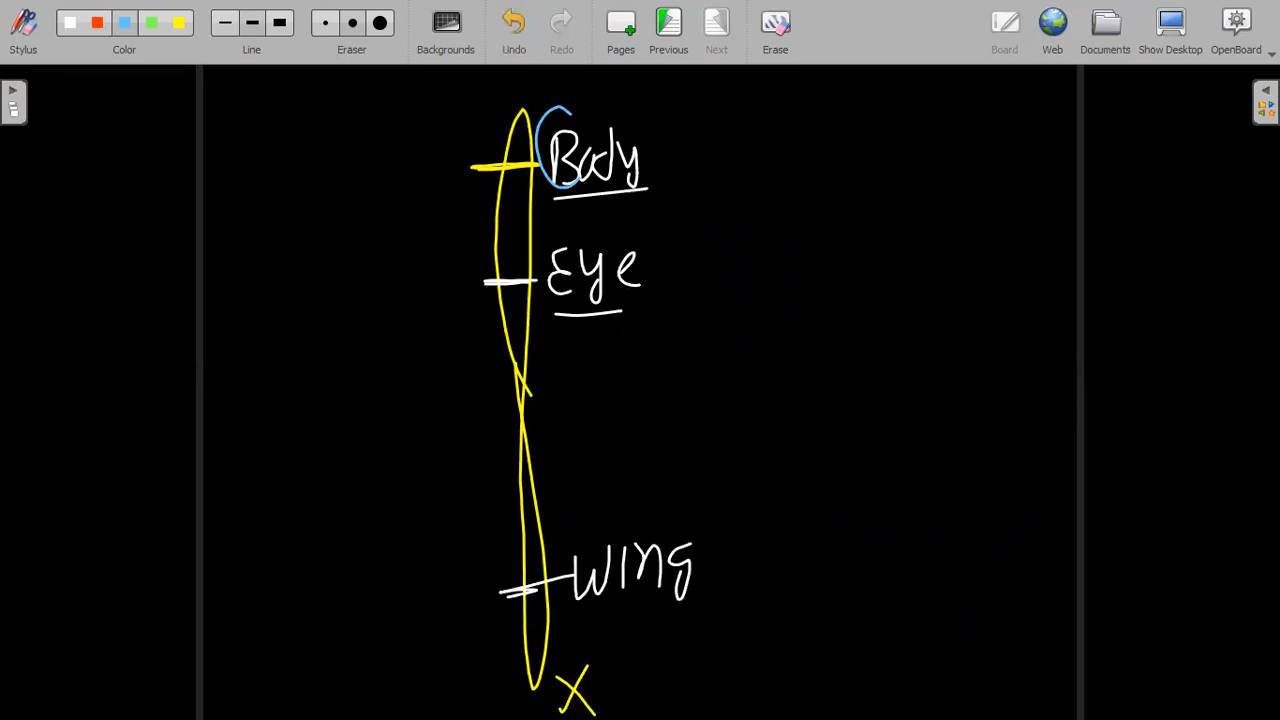 Stylus
Color
Line
Eraser
Backgrounds
Undo
Redo
Pages
Previous
Next
Erase
Board
Web
Documents
Show Desktop
OpenBoard
Body
Eye
Wing
X